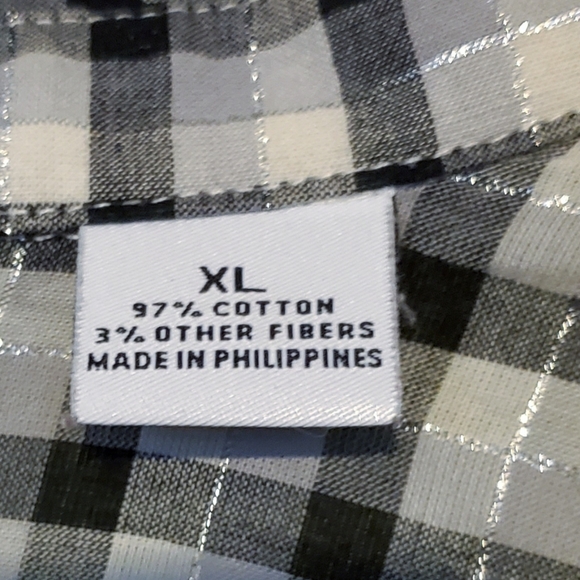 XL
97% COTTON
3% OTHER FIBERS
MADE IN PHILIPPINES